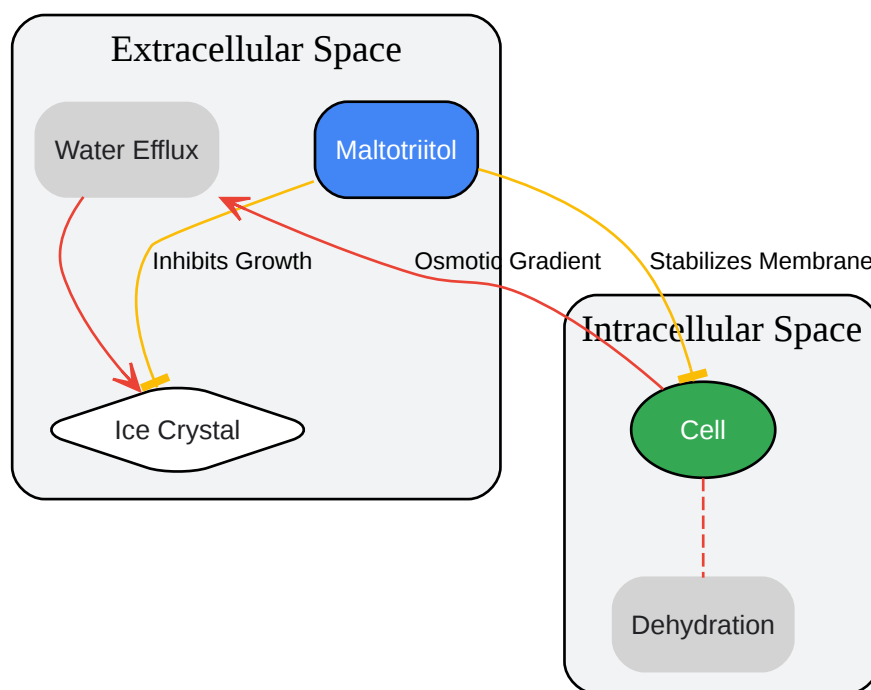 Extracellular Space
Water Efflux
Maltotriitol
Inhibits Growth
Osmotic Gradient
Stabilizes Membrane
Intracellular Space
Ice Crystal
Cell
Dehydration